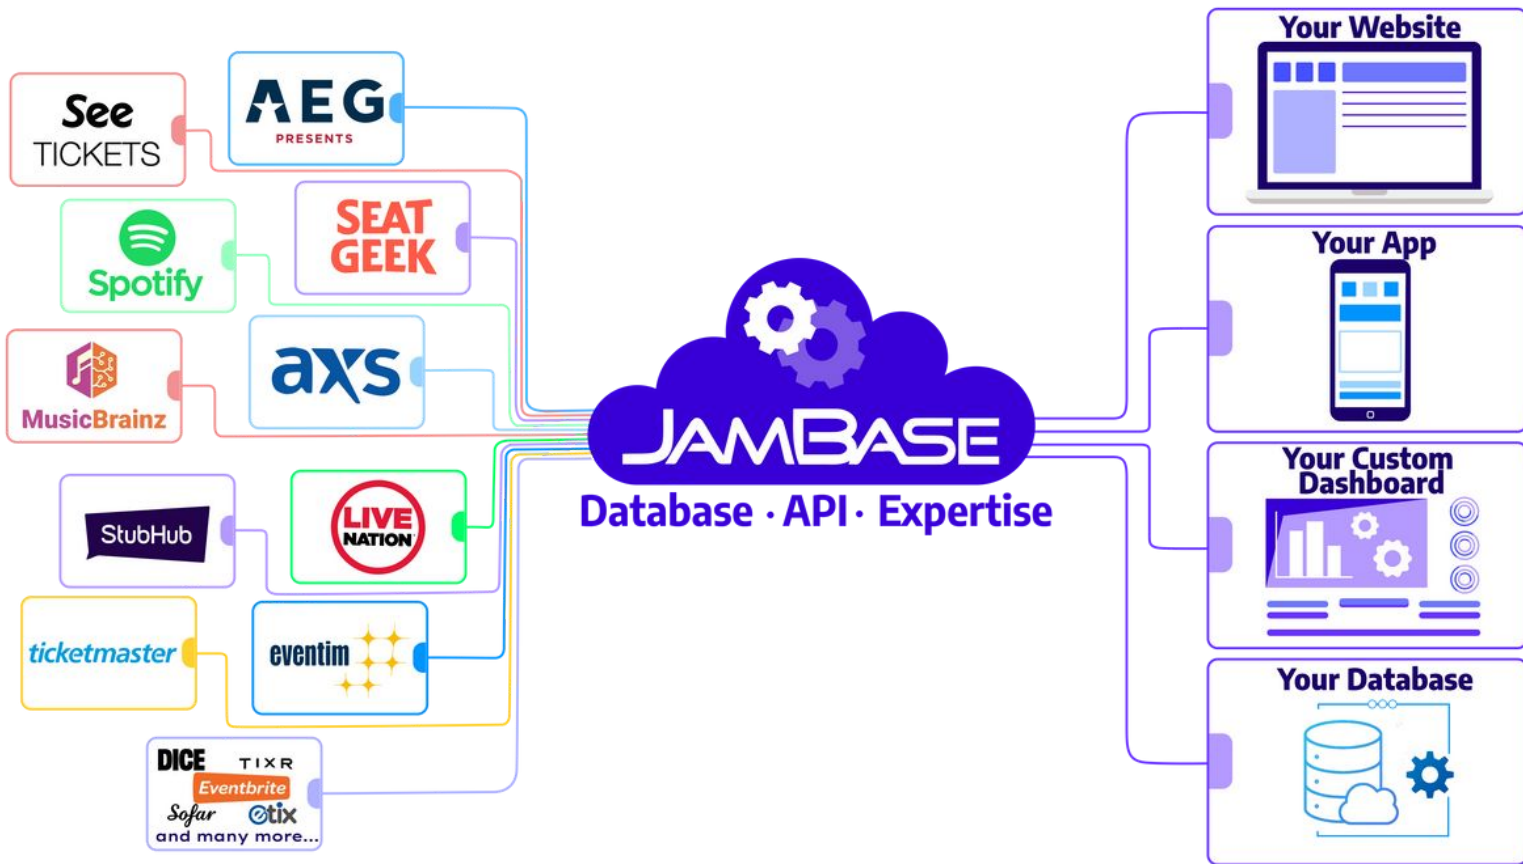 See
TICKETS
AEG
PRESENTS
Spotify
SEAT
GEEK
MusicBrainz
axs
StubHub
LIVE
NATION
ticketmaster
eventim
DICE
TIXR
Eventbrite
Sofar
etix
and many more...
JAMBASE
Database · API · Expertise
Your Website
Your App
Your Custom
Dashboard
Your Database